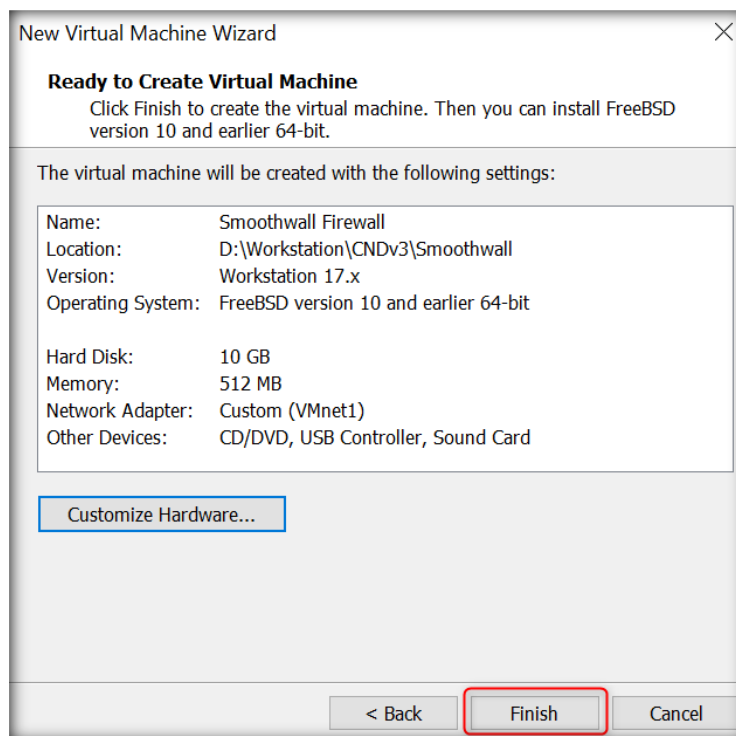 New Virtual Machine Wizard
Ready to Create Virtual Machine
Click Finish to create the virtual machine. Then you can install FreeBSD
version 10 and earlier 64-bit.
The virtual machine will be created with the following settings:
Name: Smoothwall Firewall
Location: D:\Workstation\CNDv3\Smoothwall
Version: Workstation 17.x
Operating System: FreeBSD version 10 and earlier 64-bit
Hard Disk: 10 GB
Memory: 512 MB
Network Adapter: Custom (VMnet1)
Other Devices: CD/DVD, USB Controller, Sound Card
Customize Hardware...
< Back Finish Cancel